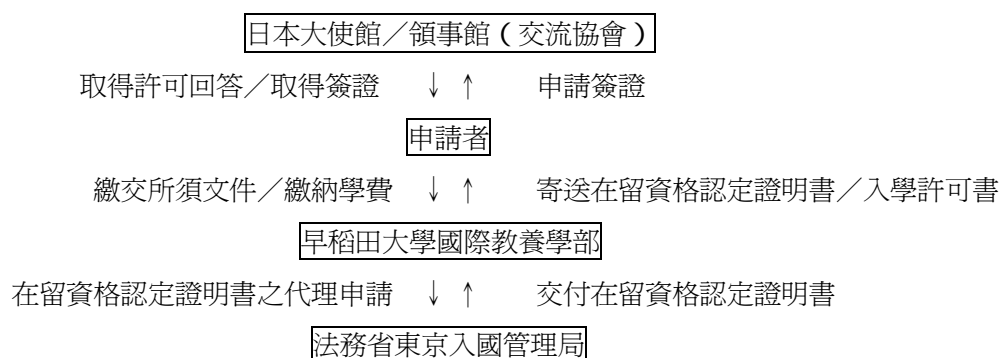 日本大使館／領事館（交流協會）
取得許可回答／取得簽證 ↓ ↑ 申請簽證
申請者
繳交所須文件／繳納學費 ↓ ↑ 寄送在留資格認定證明書／入學許可書
早稻田大學國際教養學部
在留資格認定證明書之代理申請 ↓ ↑ 交付在留資格認定證明書
法務省東京入國管理局